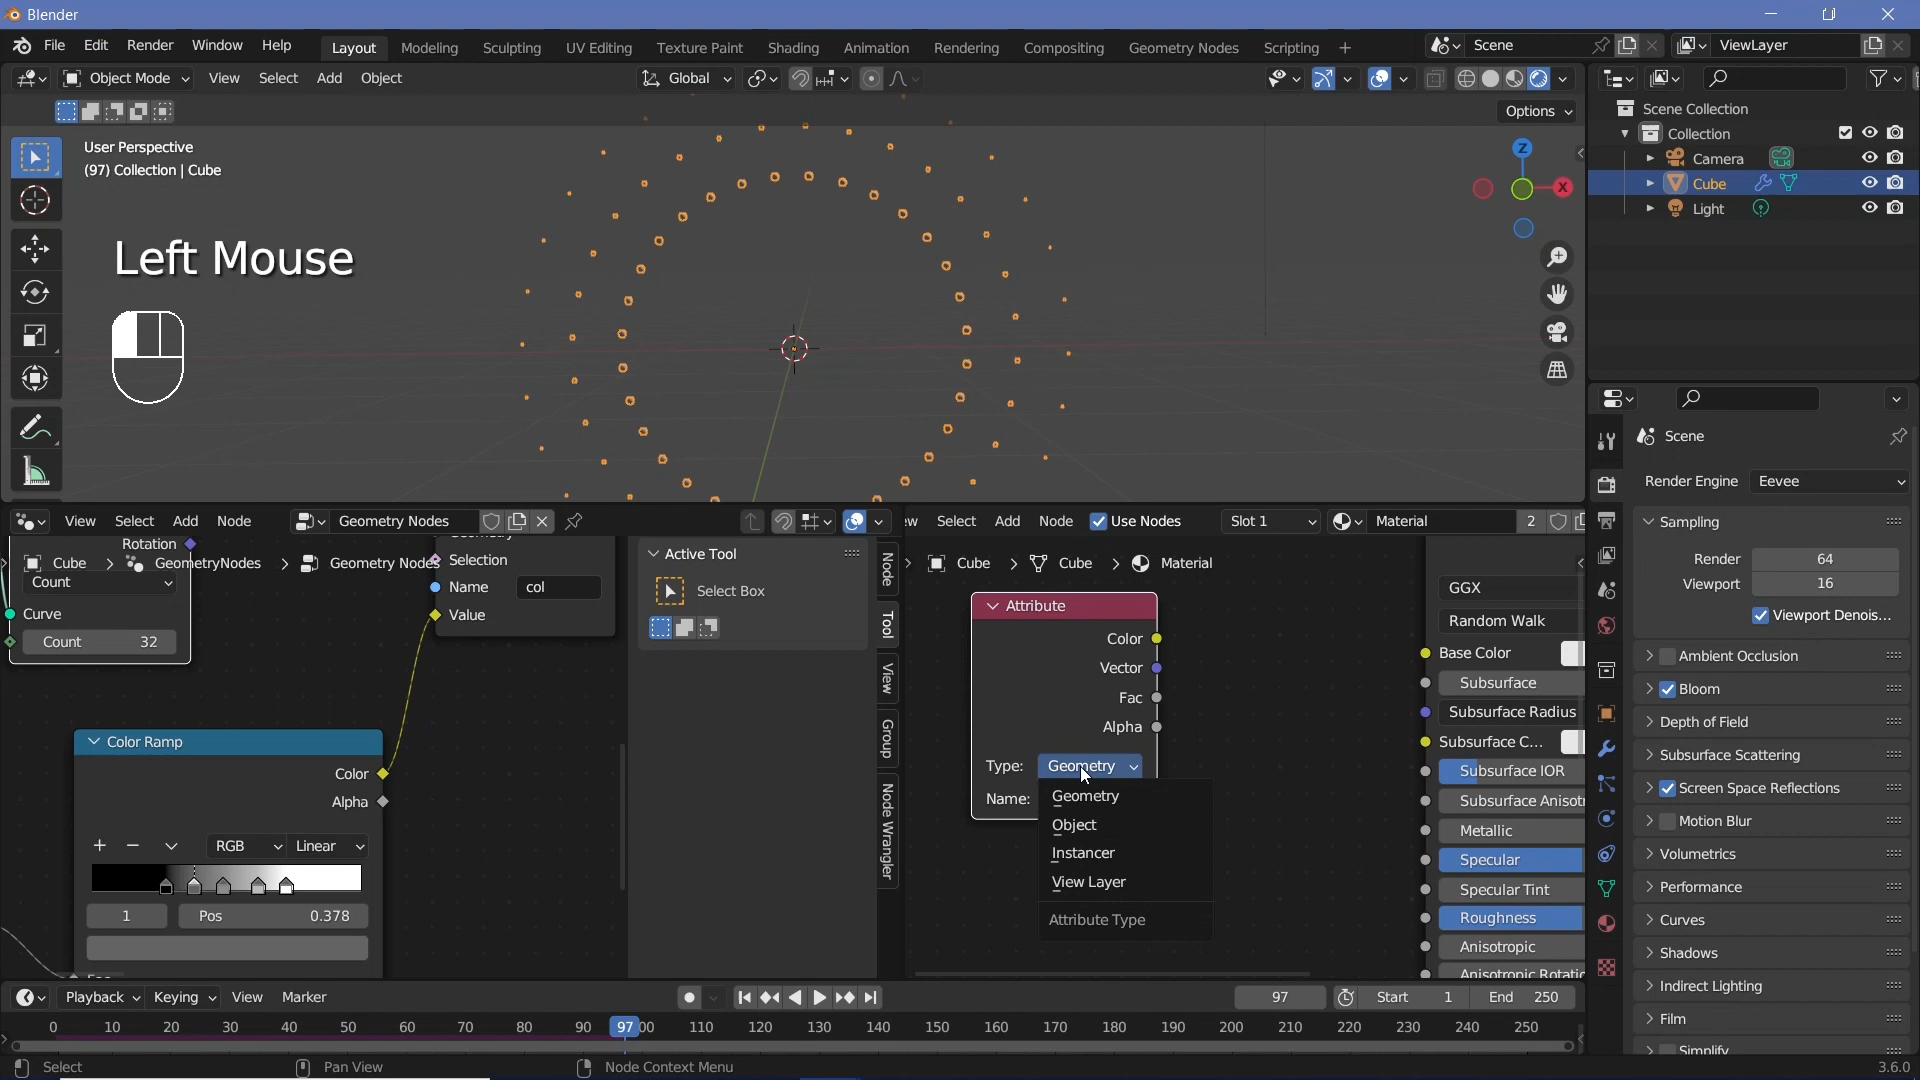 Blender
File Edit Render Window Help Layout Modeling Sculpting UV Editing Texture Paint Shading Animation Rendering Compositing Geometry Nodes Scripting Scene ViewLayer
Object Mode View Select Add Object Global
Options
User Perspective
(97) Collection | Cube
Left Mouse
Z
X
Scene Collection
Collection
Camera
Cube
Light
Scene
Render Engine Eevee
Sampling
Render 64
Viewport 16
Viewport Denois...
Ambient Occlusion
Bloom
Depth of Field
Subsurface Scattering
Screen Space Reflections
Motion Blur
Volumetrics
Performance
Curves
Shadows
Indirect Lighting
Film
Simplify
View Select Add Node Geometry Nodes
Rotation
Cube > GeometryNodes > Geometry Nodes
Count
Curve
Count 32
Selection
Name col
Value
Color Ramp
Color
Alpha
RGB Linear
1 Pos 0.378
Active Tool
Select Box
Node
Tool
View
Group
Node Wrangler
ew Select Add Node Use Nodes Slot 1 Material 2
Cube > Cube > Material
Attribute
Color
Vector
Fac
Alpha
Type: Geometry
Name:
Geometry
Object
Instancer
View Layer
Attribute Type
GGX
Random Walk
Base Color
Subsurface
Subsurface Radius
Subsurface C...
Subsurface IOR
Subsurface Anisot
Metallic
Specular
Specular Tint
Roughness
Anisotropic
Anisotropic Rotatio
Playback Keying View Marker 97 Start 1 End 250
0 10 20 30 40 50 60 70 80 90 97 00 110 120 130 140 150 160 170 180 190 200 210 220 230 240 250
Select Pan View Node Context Menu 3.6.0